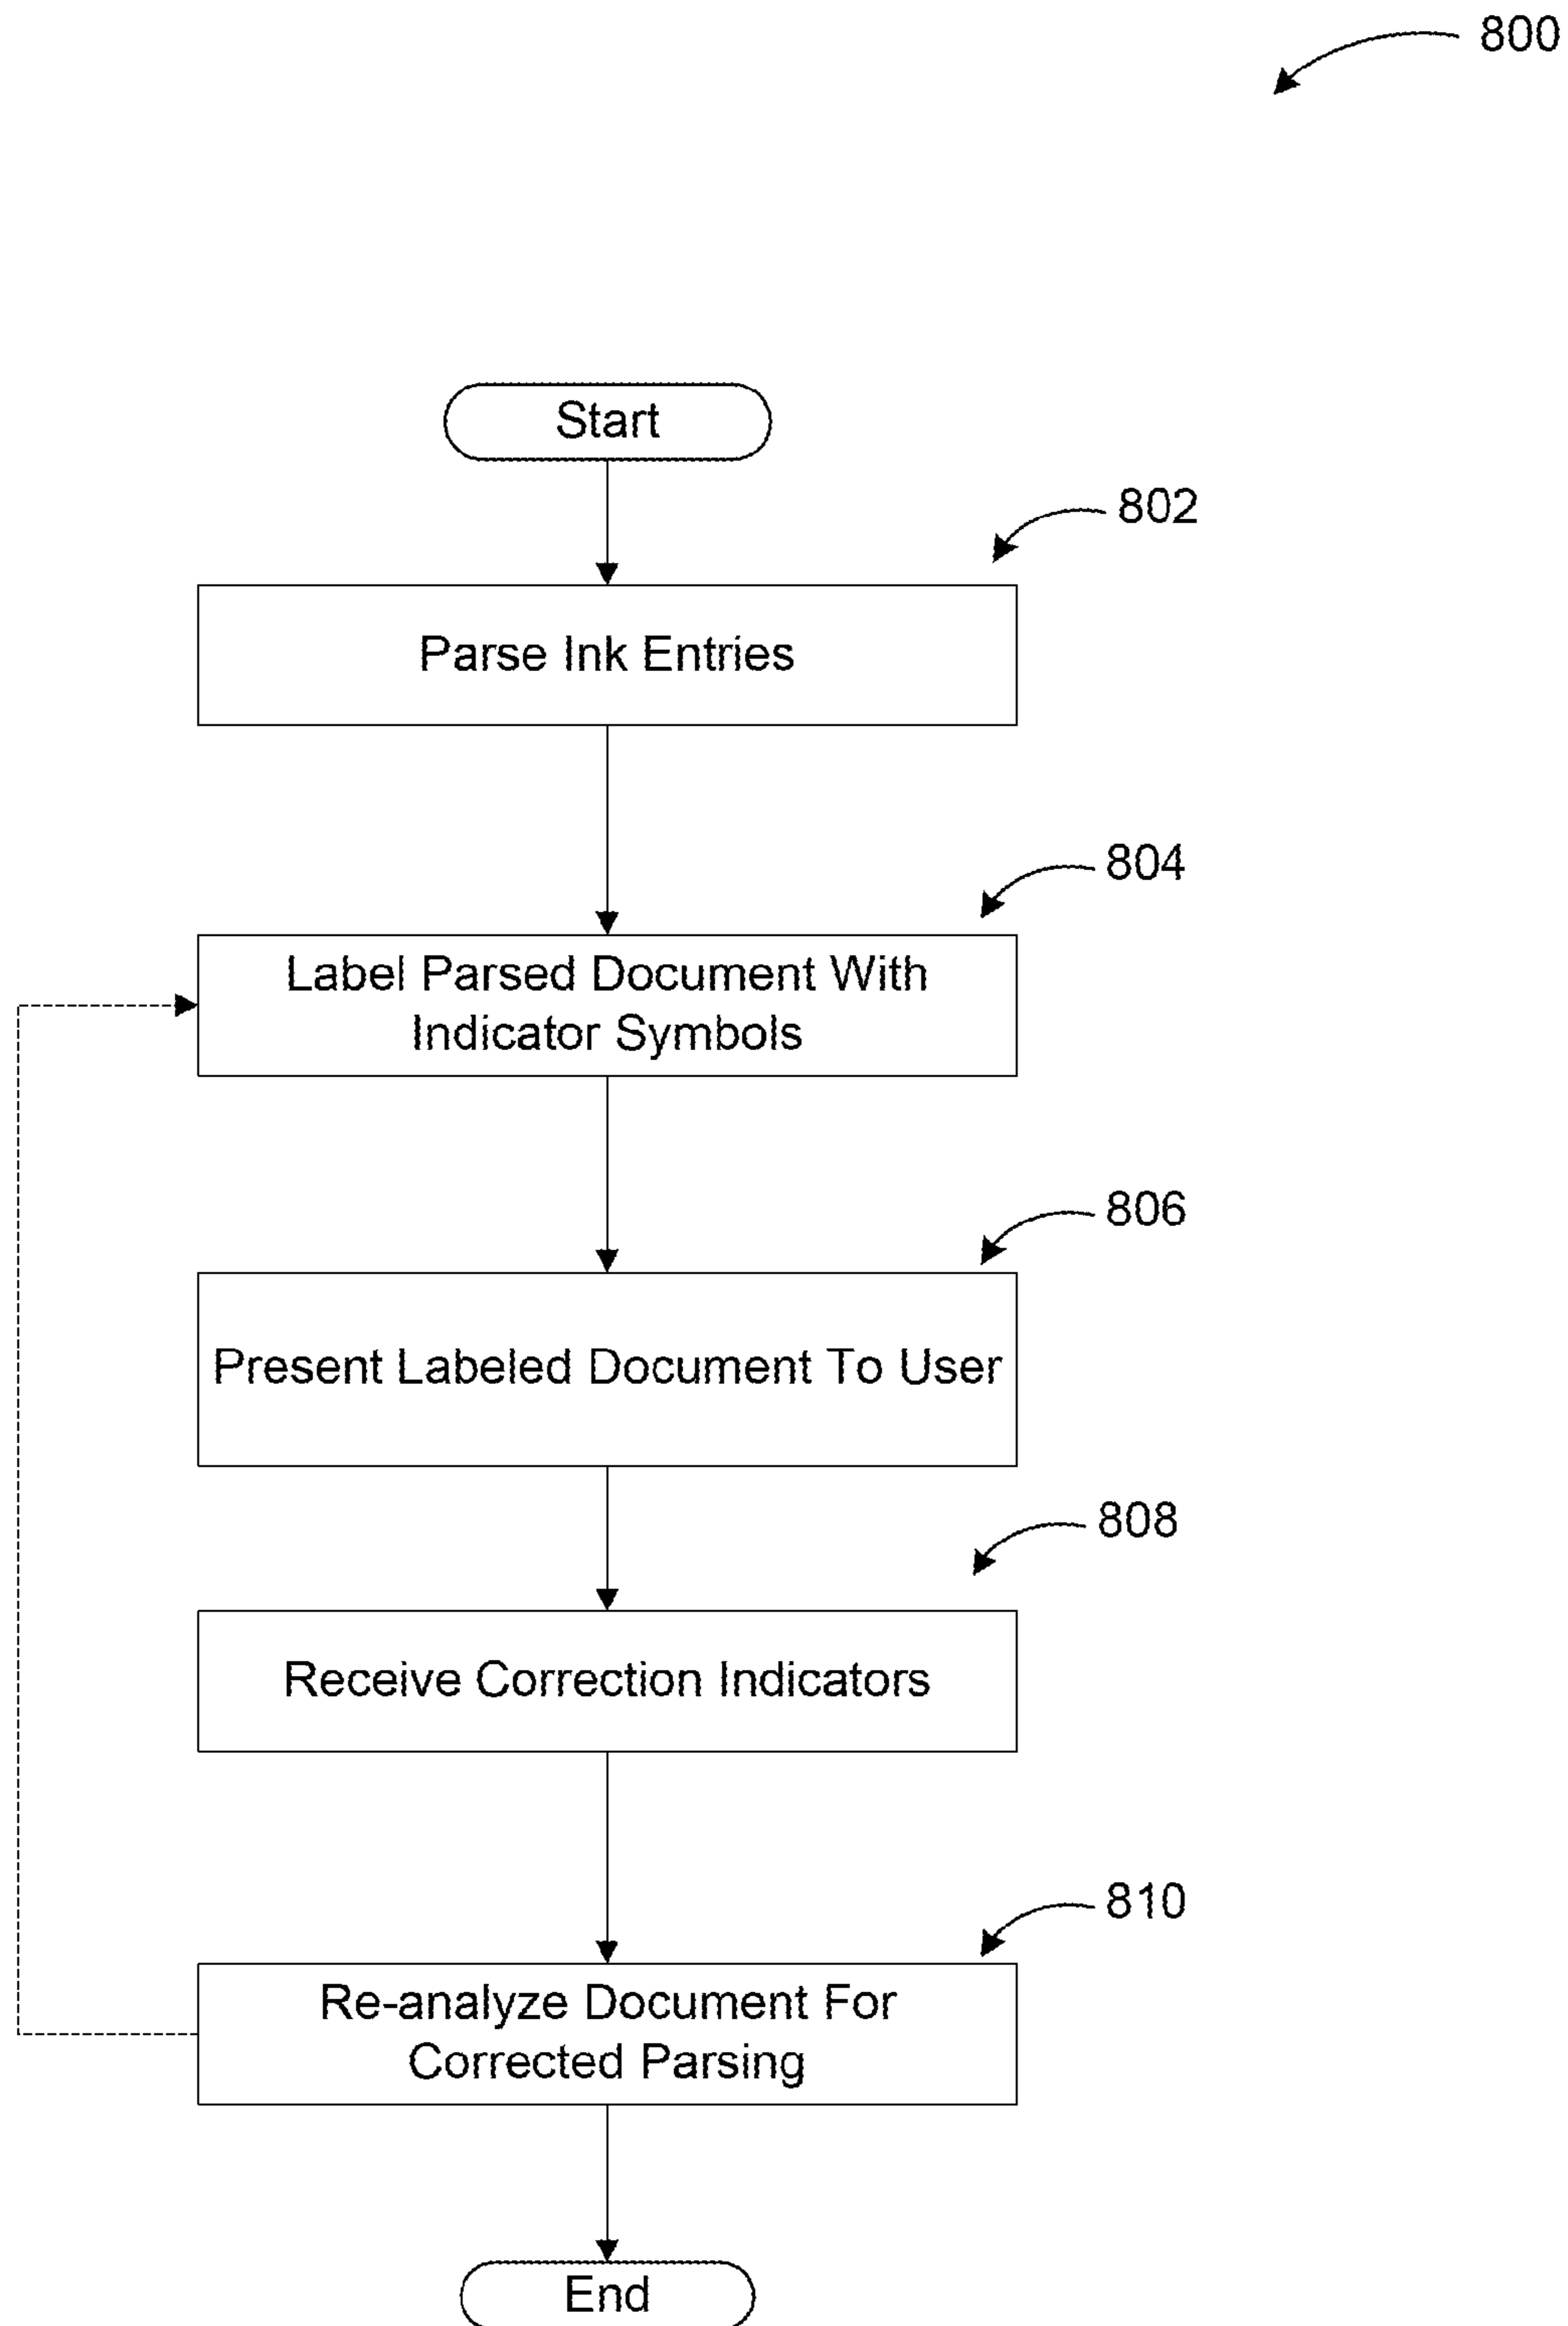 800
Start
802
Parse Ink Entries
804
Label Parsed Document With
Indicator Symbols
806
Present Labeled Document To User
808
Receive Correction Indicators
810
Re-analyze Document For
Corrected Parsing
End